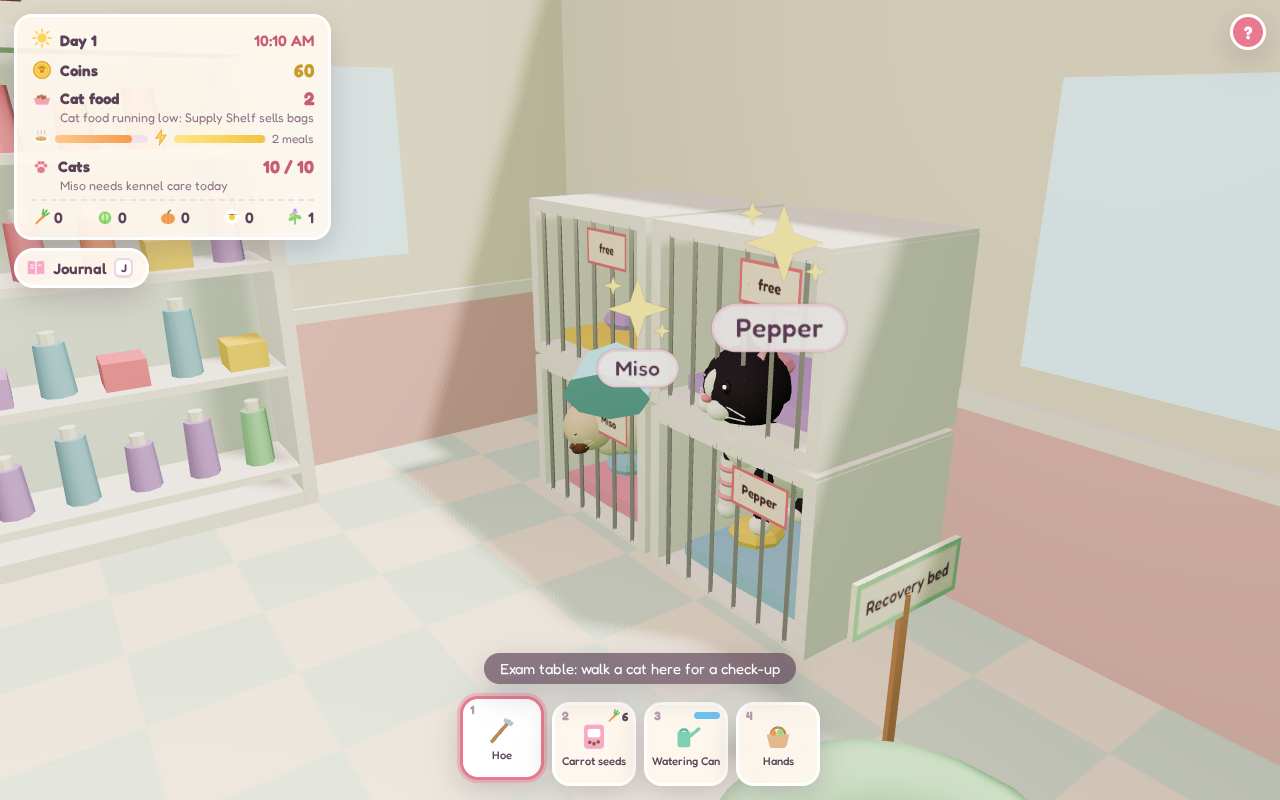 Day 1
10:10 AM
Coins
60
Cat food
2
Cat food running low: Supply Shelf sells bags
2 meals
Cats
10 / 10
Miso needs kennel care today
0
0
0
0
1
Journal
J
?
free
free
Pepper
Miso
Miso
Pepper
Recovery bed
Exam table: walk a cat here for a check-up
1
Hoe
2
6
Carrot seeds
3
Watering Can
4
Hands